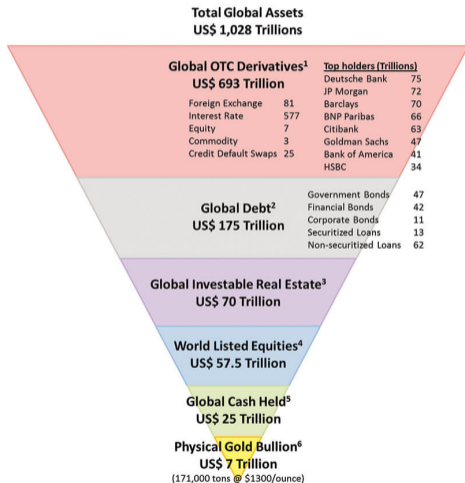 Total Global Assets
US$ 1,028 Trillions
Global OTC Derivatives¹
US$ 693 Trillion
Foreign Exchange 81
Interest Rate 577
Equity 7
Commodity 3
Credit Default Swaps 25
Top holders (Trillions)
Deutsche Bank 75
JP Morgan 72
Barclays 70
BNP Paribas 66
Citibank 63
Goldman Sachs 47
Bank of America 41
HSBC 34
Global Debt²
US$ 175 Trillion
Government Bonds 47
Financial Bonds 42
Corporate Bonds 11
Securitized Loans 13
Non-securitized Loans 62
Global Investable Real Estate³
US$ 70 Trillion
World Listed Equities⁴
US$ 57.5 Trillion
Global Cash Held⁵
US$ 25 Trillion
Physical Gold Bullion⁶
US$ 7 Trillion
(171,000 tons @ $1300/ounce)